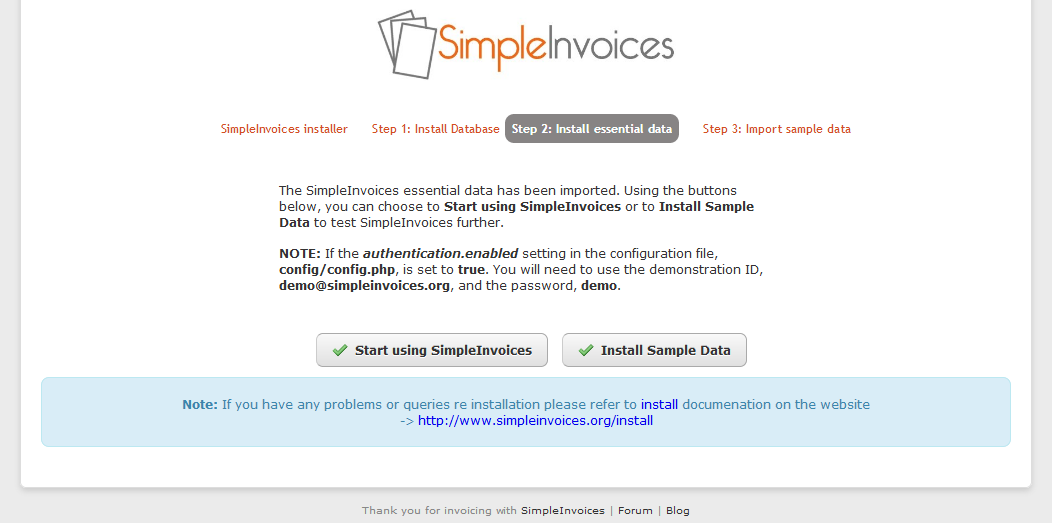 SimpleInvoices
SimpleInvoices installer Step 1: Install Database Step 2: Install essential data Step 3: Import sample data
The SimpleInvoices essential data has been imported. Using the buttons
below, you can choose to Start using SimpleInvoices or to Install Sample
Data to test SimpleInvoices further.
NOTE: If the authentication.enabled setting in the configuration file,
config/config.php, is set to true. You will need to use the demonstration ID,
demo@simpleinvoices.org, and the password, demo.
Start using SimpleInvoices Install Sample Data
Note: If you have any problems or queries re installation please refer to install documenation on the website
-> http://www.simpleinvoices.org/install
Thank you for invoicing with SimpleInvoices | Forum | Blog